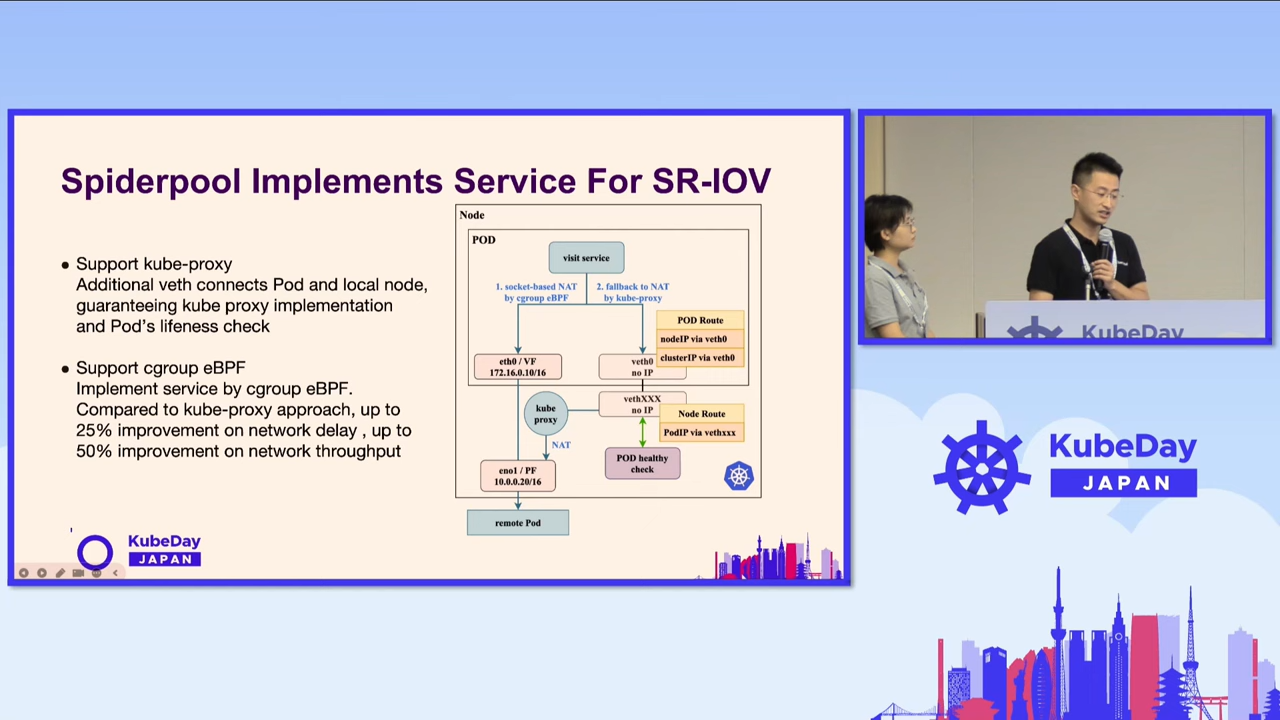 Spiderpool Implements Service For SR-IOV
● Support kube-proxy
Additional veth connects Pod and local node,
guaranteeing kube proxy implementation
and Pod's lifeness check
● Support cgroup eBPF
Implement service by cgroup eBPF.
Compared to kube-proxy approach, up to
25% improvement on network delay , up to
50% improvement on network throughput
Node
POD
visit service
1. socket-based NAT
by cgroup eBPF
2. fallback to NAT
by kube-proxy
POD Route
nodeIP via veth0
clusterIP via veth0
eth0 / VF
172.16.0.10/16
veth0
no IP
vethXXX
no IP
kube
proxy
Node Route
PodIP via vethxxx
NAT
POD healthy
check
eno1 / PF
10.0.0.20/16
remote Pod
KubeDay
JAPAN
KubeDay
KubeDay
JAPAN